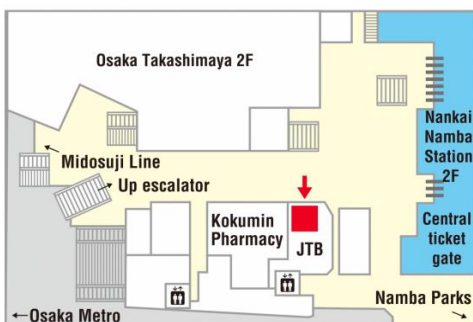 Osaka Takashimaya 2F
Nankai
Namba
Station
2F
Midosuji Line
Up escalator
Kokumin
Pharmacy
JTB
Central
ticket
gate
Namba Parks
←Osaka Metro